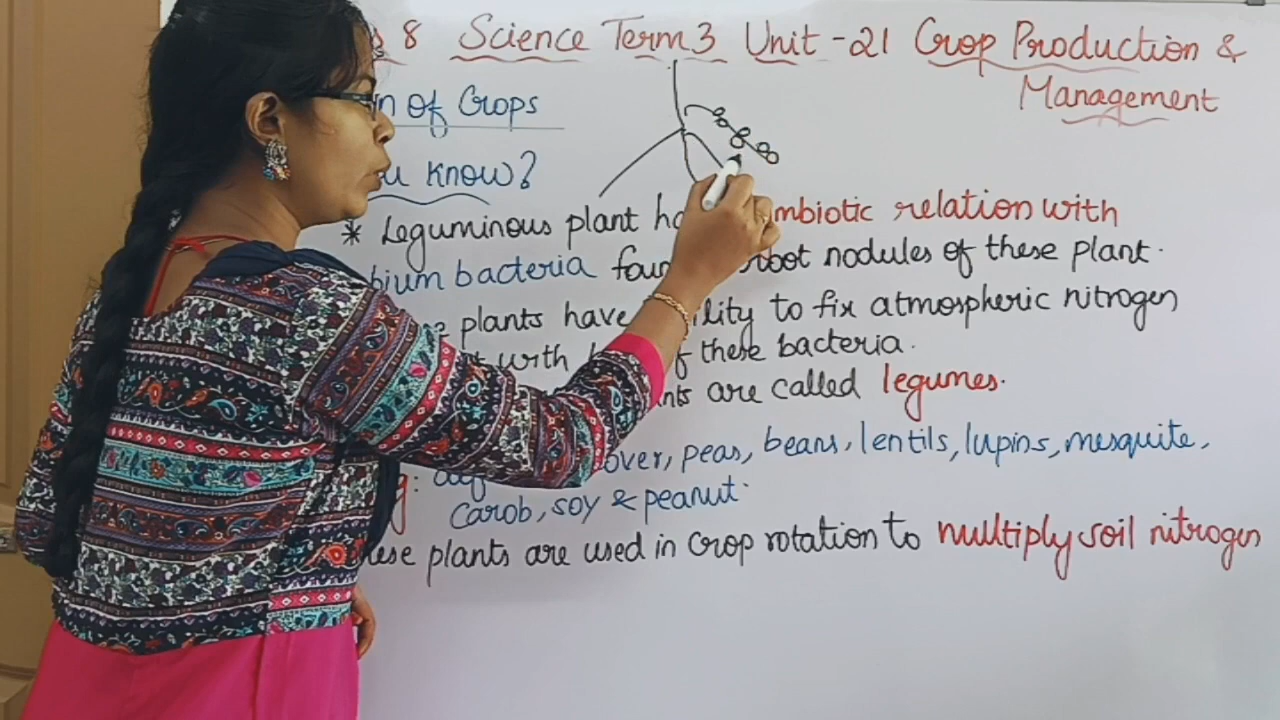 8 Science Term 3 Unit - 21 Crop Production &
Management
of Crops
know?
* Leguminous plant relation with
bacteria nodules of these plant.
plants have to fix atmospheric nitrogen
with these bacteria.
are called legumes.
peas, beans, lentils, lupins, mesquite,
Carob, soy & peanut.
plants are used in crop rotation to multiply soil nitrogen